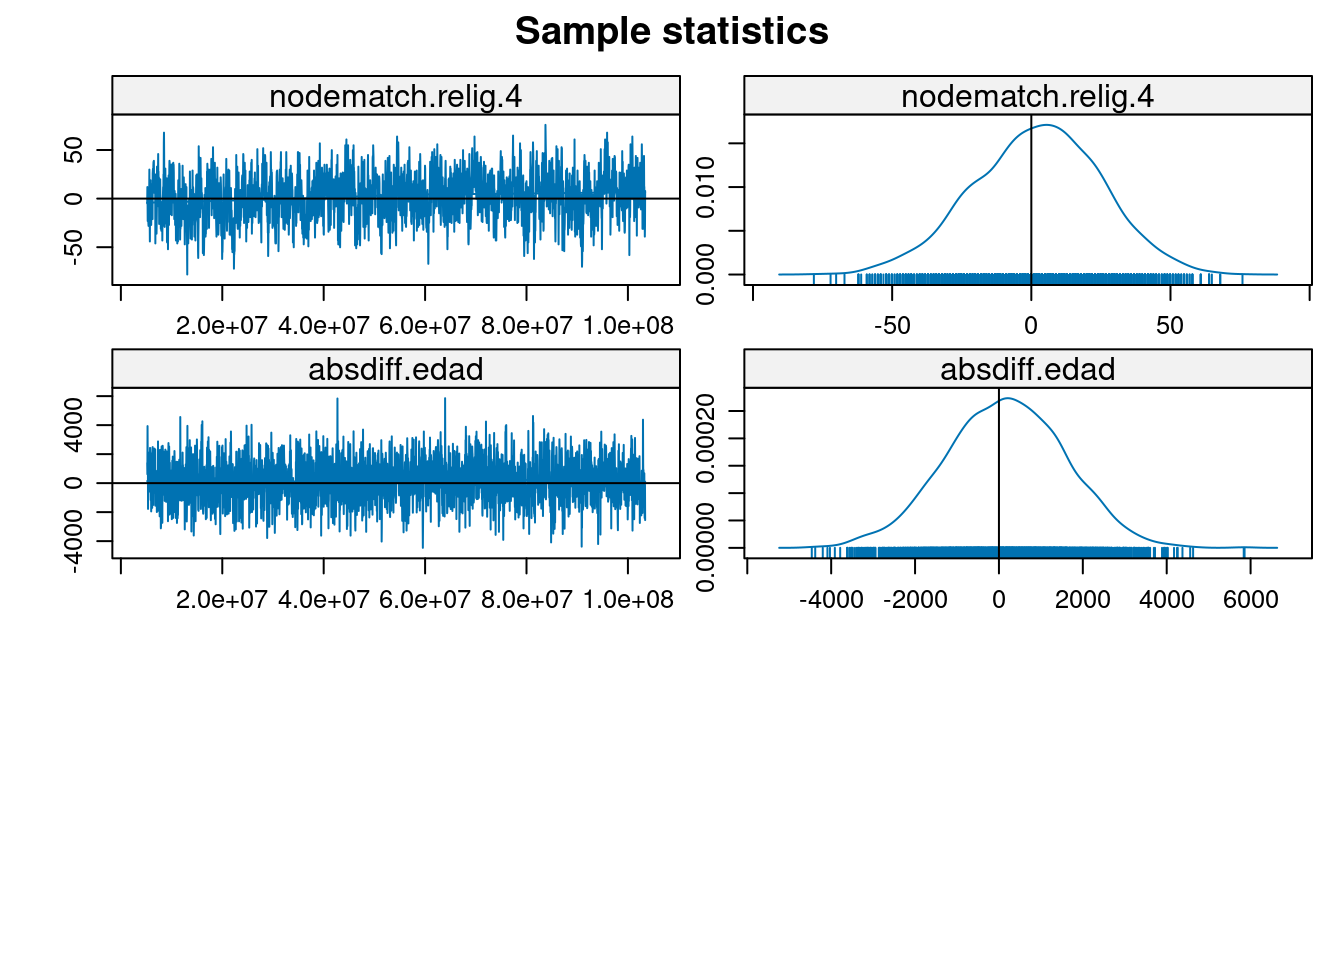 Sample statistics
nodematch.relig.4
50
0
-50
2.0e+07 4.0e+07 6.0e+07 8.0e+07 1.0e+08
nodematch.relig.4
0.010
0.000
-50 0 50
absdiff.edad
4000
0
-4000
2.0e+07 4.0e+07 6.0e+07 8.0e+07 1.0e+08
absdiff.edad
0.00020
0.00000
-4000 -2000 0 2000 4000 6000